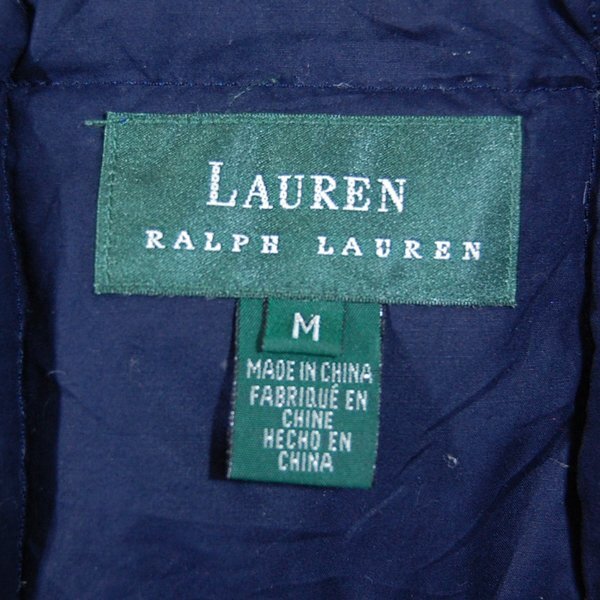 LAUREN
RALPH LAUREN
M
MADE IN CHINA
FABRIQUÉ EN
CHINE
HECHO EN
CHINA